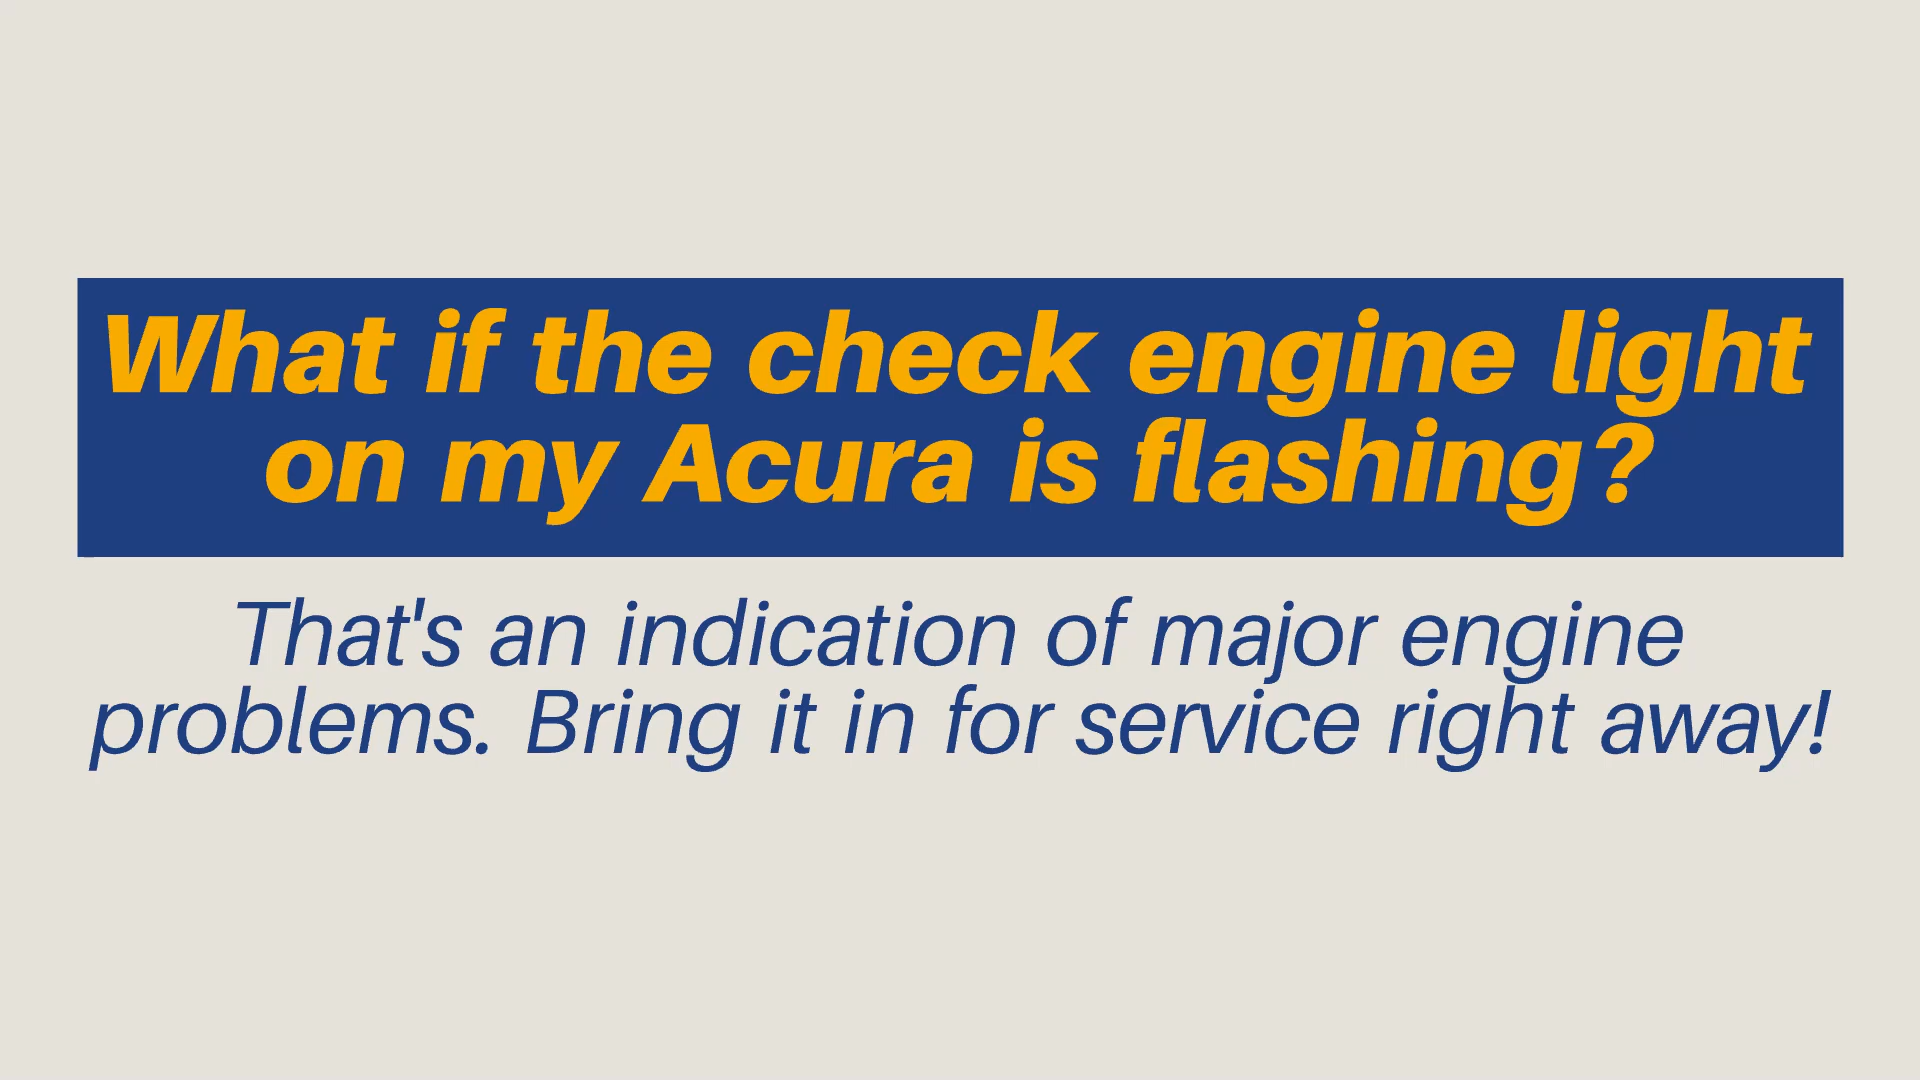 What if the check engine light
on my Acura is flashing?
That's an indication of major engine
problems. Bring it in for service right away!